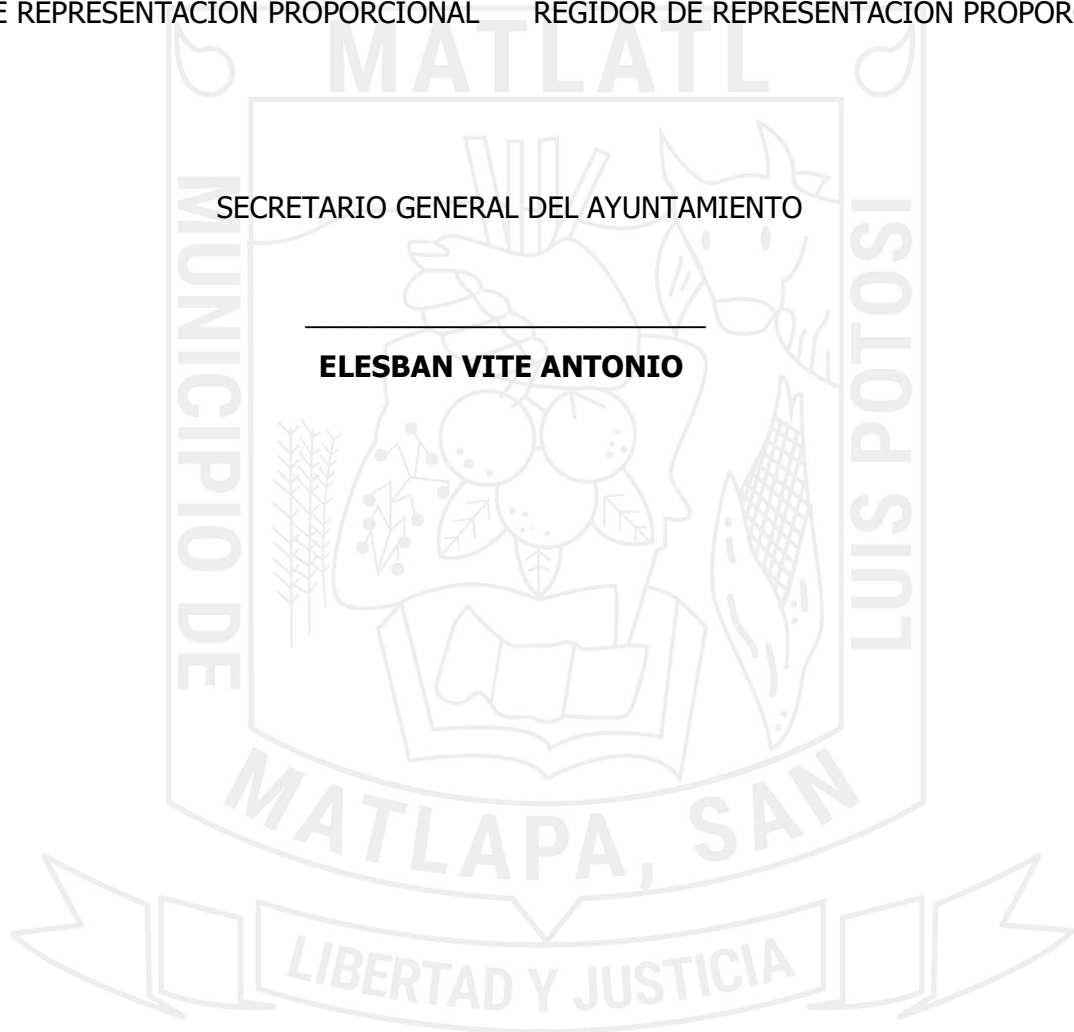 REPRESENTACION PROPORCIONAL REGIDOR DE REPRESENTACION
MATLATL
SECRETARIO GENERAL DEL AYUNTAMIENTO
ELESBAN VITE ANTONIO
MUNICIPIO DE
MATLAPA, SAN
LUIS POTOSI
LIBERTAD Y JUSTICIA